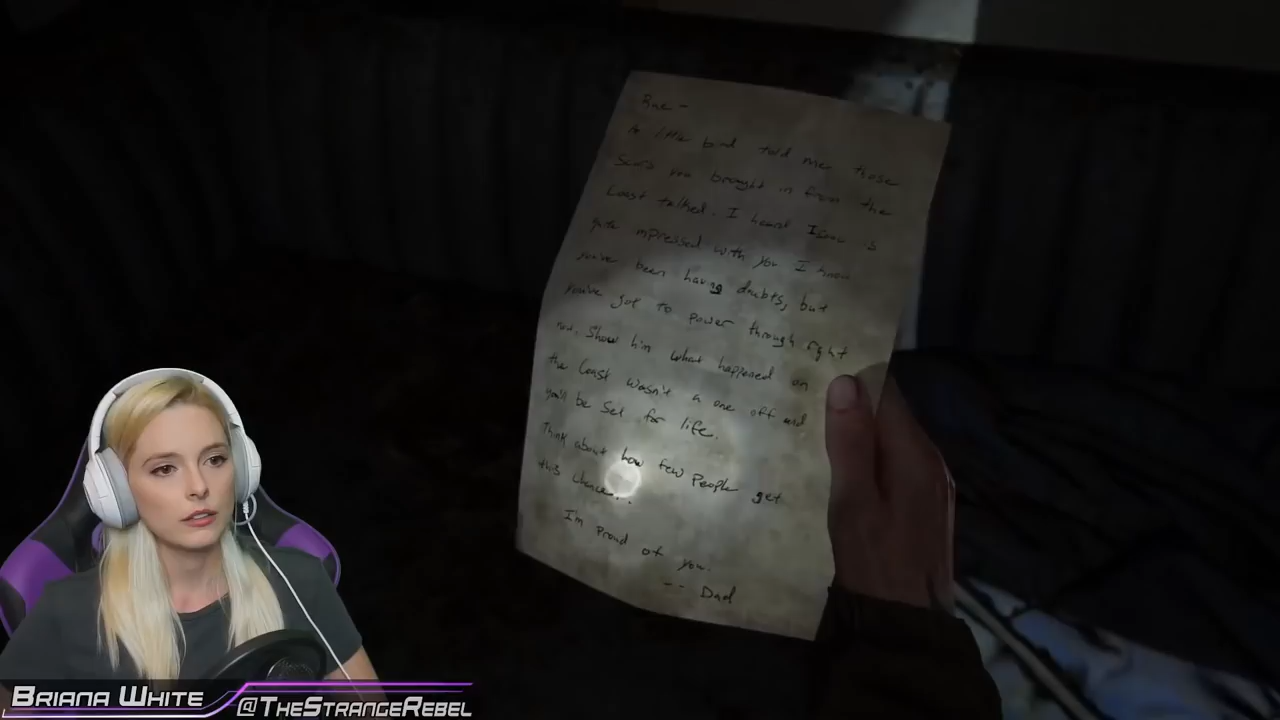 Rae -
A little bird told me those
Scars you brought in from the
Coast talked. I heard Isaac is
quite impressed with you I know
you've been having doubts, but
you've got to power through right
now. Show him what happened on
the Coast wasn't a one off and
you'll be set for life.
Think about how few people get
this chance...
I'm proud of you.
-- Dad
BRIANA WHITE
@THESTRANGEREBEL